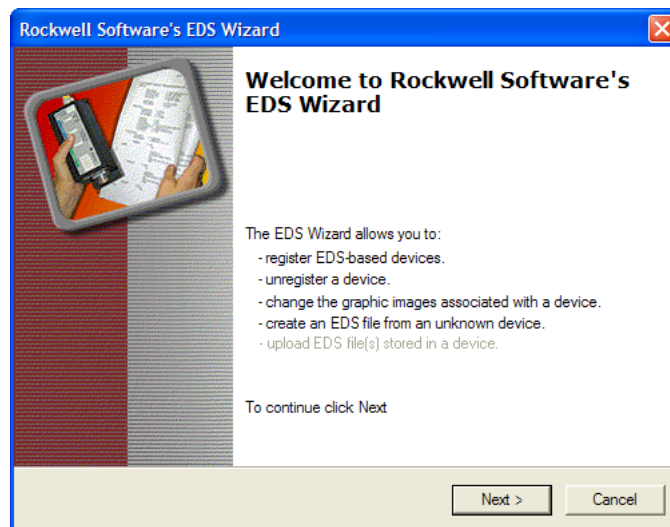 Rockwell Software's EDS Wizard
Welcome to Rockwell Software's
EDS Wizard
The EDS Wizard allows you to:
- register EDS-based devices.
- unregister a device.
- change the graphic images associated with a device.
- create an EDS file from an unknown device.
- upload EDS file(s) stored in a device.
To continue click Next
Next >
Cancel